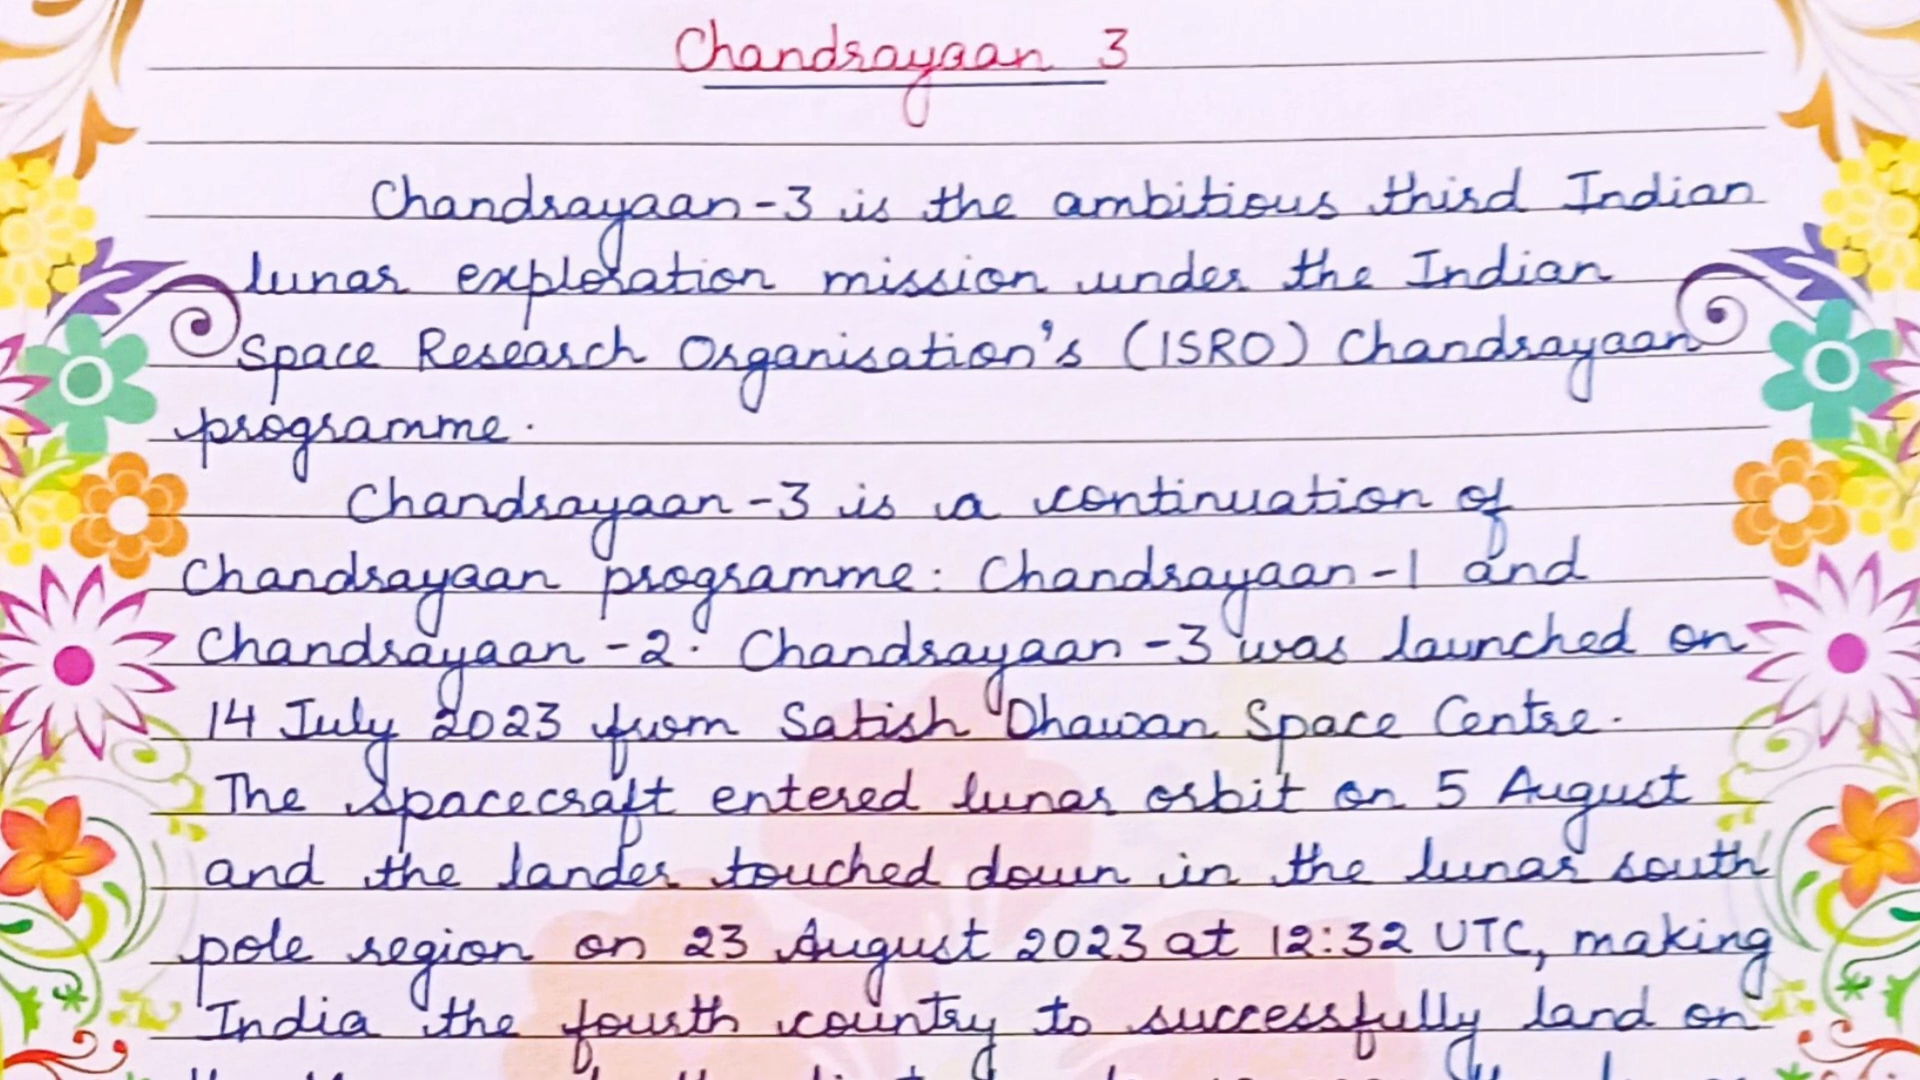 Chandrayaan 3
Chandrayaan-3 is the ambitious third Indian
lunar exploration mission under the Indian
Space Research Organisation's (ISRO) Chandrayaan
programme.
Chandrayaan-3 is a continuation of
Chandrayaan programme: Chandrayaan-1 and
Chandrayaan-2. Chandrayaan-3 was launched on
14 July 2023 from Satish Dhawan Space Centre.
The spacecraft entered lunar orbit on 5 August
and the lander touched down in the lunar south
pole region on 23 August 2023 at 12:32 UTC, making
India the fourth country to successfully land on